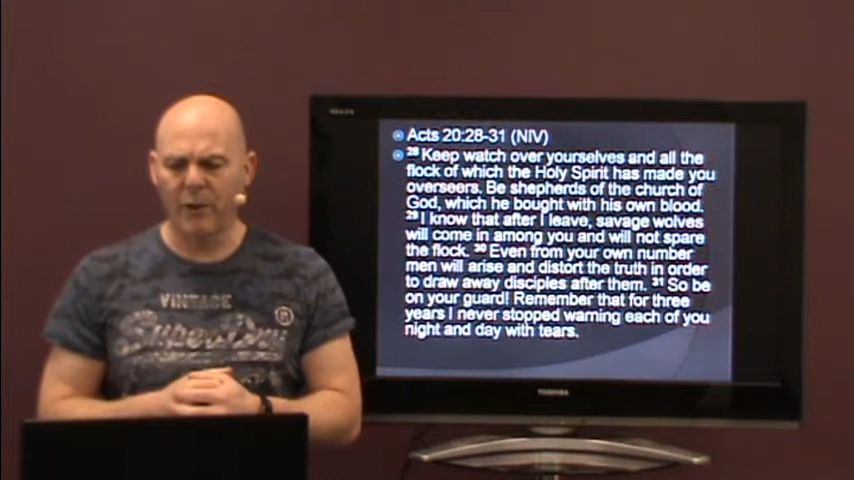 Acts 20:28-31 (NIV)
28 Keep watch over yourselves and all the
flock of which the Holy Spirit has made you
overseers. Be shepherds of the church of
God, which he bought with his own blood.
29 I know that after I leave, savage wolves
will come in among you and will not spare
the flock. 30 Even from your own number
men will arise and distort the truth in order
to draw away disciples after them. 31 So be
on your guard! Remember that for three
years I never stopped warning each of you
night and day with tears.
TOSHIBA
VINTAGE
SuperDry